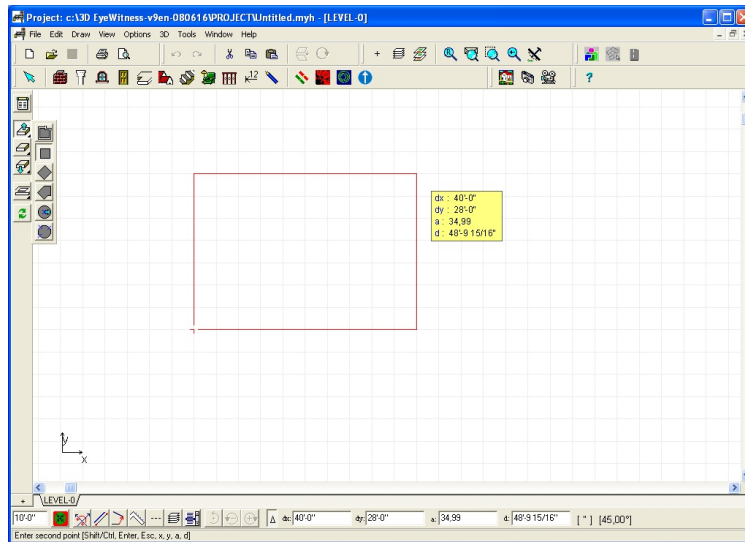 Project: c:\3D EyeWitness-v9en-080616\PROJECT\Untitled.myh - [LEVEL-0]
File Edit Draw View Options 3D Tools Window Help
12
?
dx : 40'-0"
dy : 28'-0"
a : 34,99
d : 48'-9 15/16"
y
x
+ LEVEL-0
10'-0" Δ dx: 40'-0" dy: 28'-0" a: 34,99 d: 48'-9 15/16" [ " ] [45,00°]
Enter second point [Shift/Ctrl, Enter, Esc, x, y, a, d]